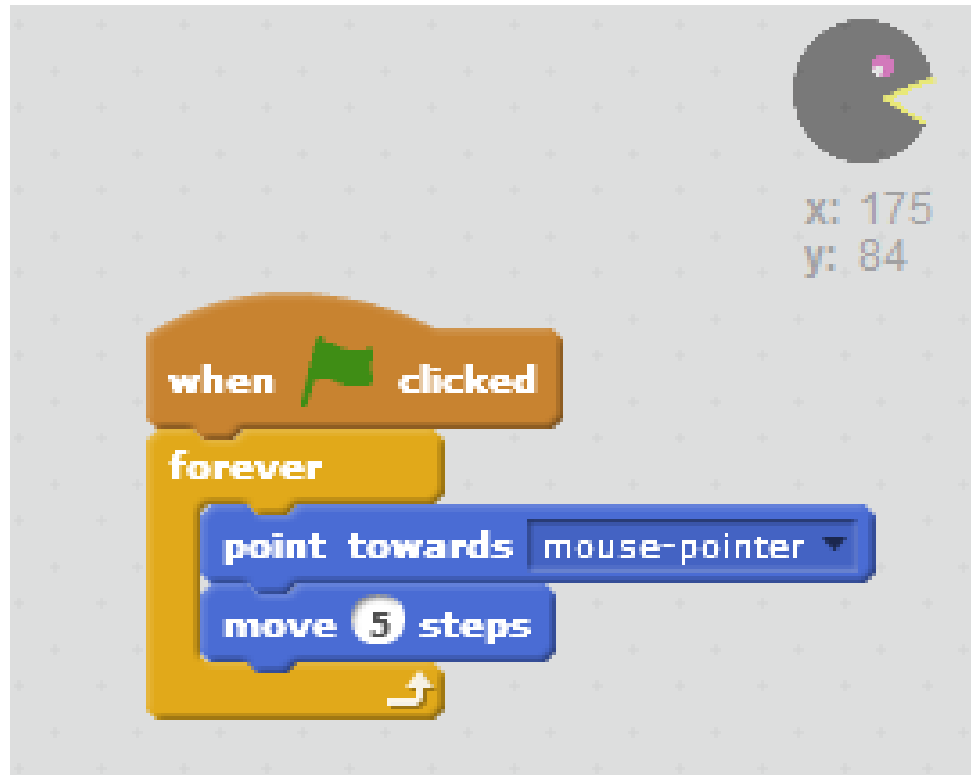 x: 175
y: 84
when clicked
forever
point towards mouse-pointer
move 5 steps